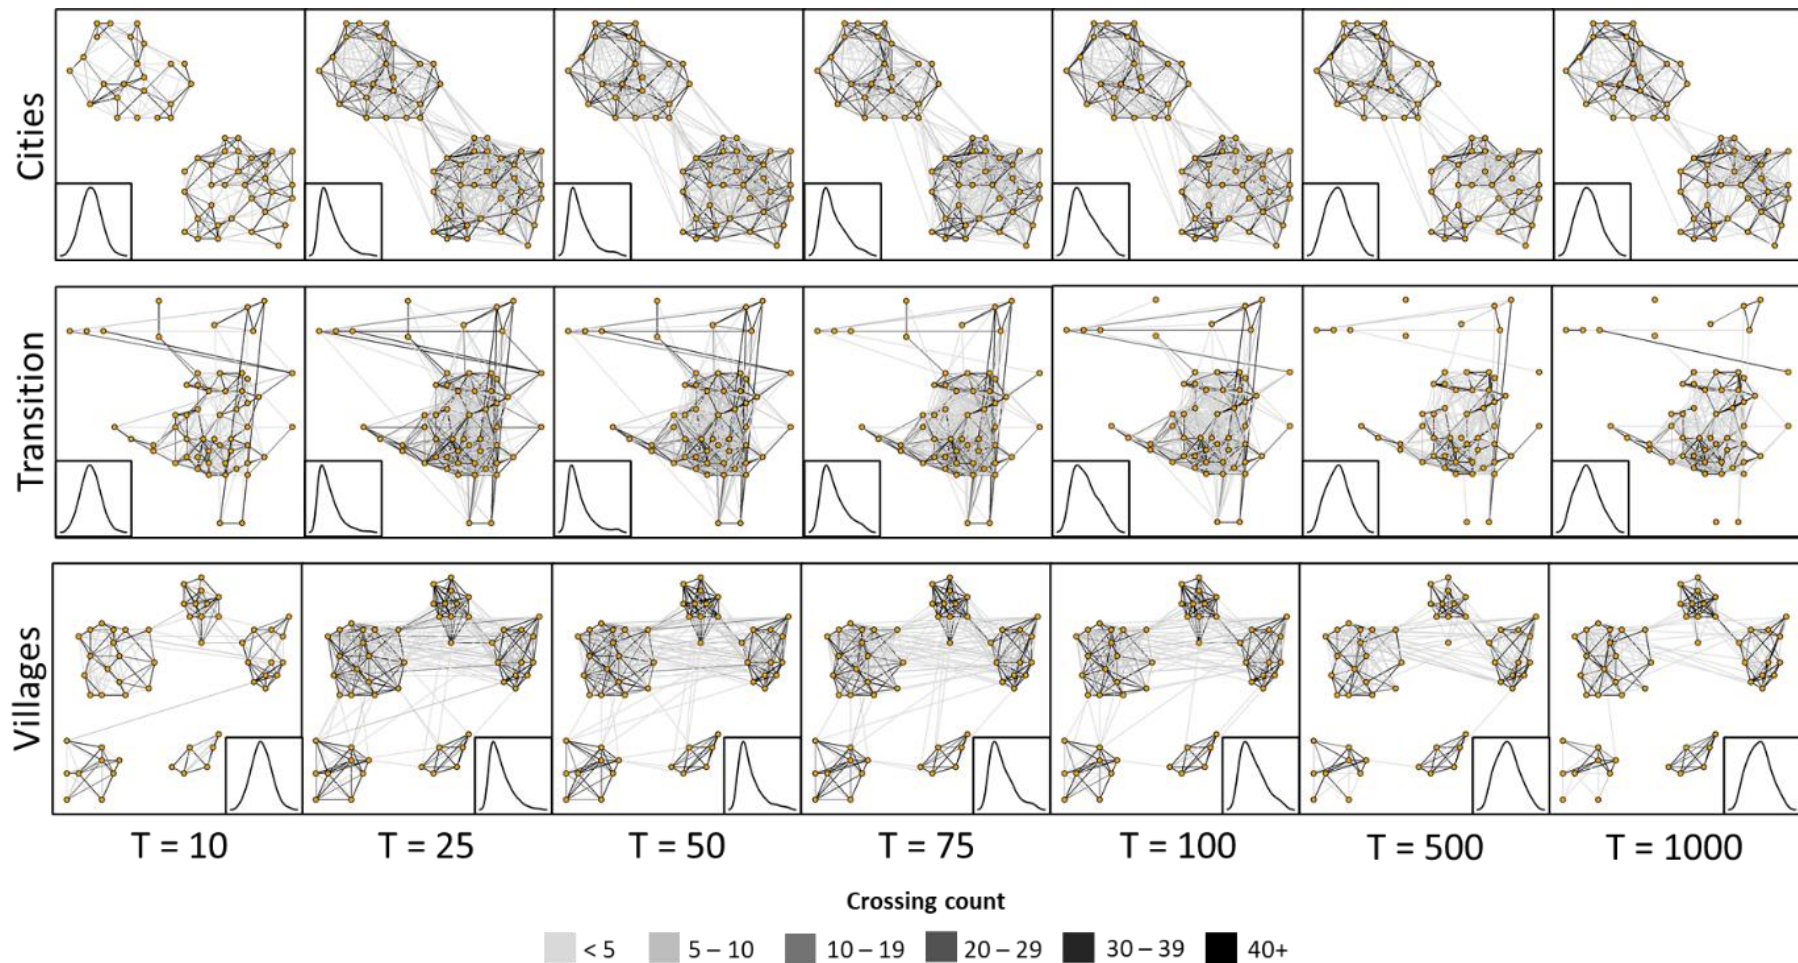 Cities
Transition
Villages
T = 10
T = 25
T = 50
T = 75
T = 100
T = 500
T = 1000
Crossing count
< 5
5 – 10
10 – 19
20 – 29
30 – 39
40+